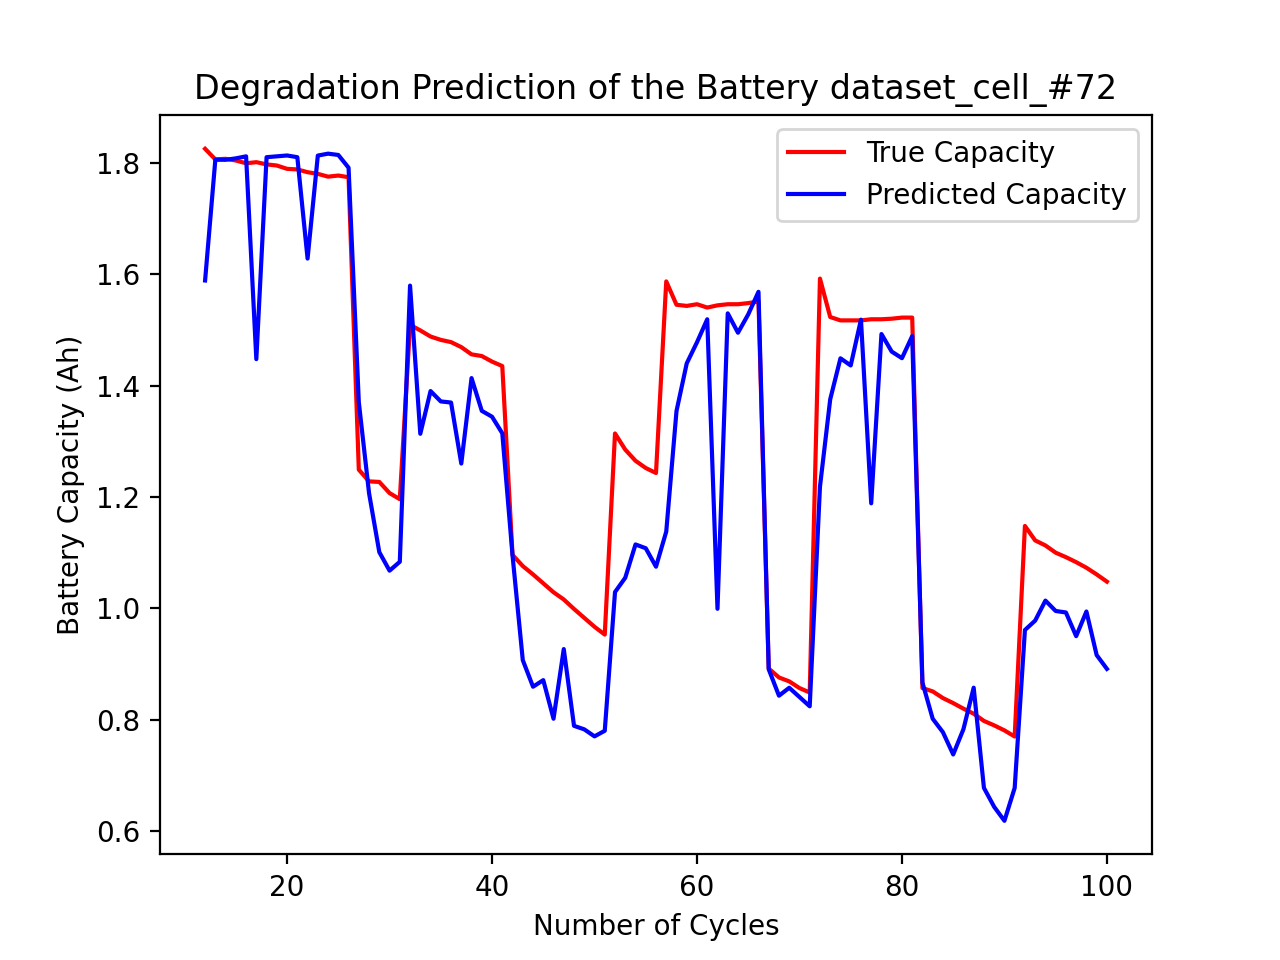 Degradation Prediction of the Battery dataset_cell_#72
True Capacity
Predicted Capacity
Battery Capacity (Ah)
1.8
1.6
1.4
1.2
1.0
0.8
0.6
20 40 60 80 100
Number of Cycles